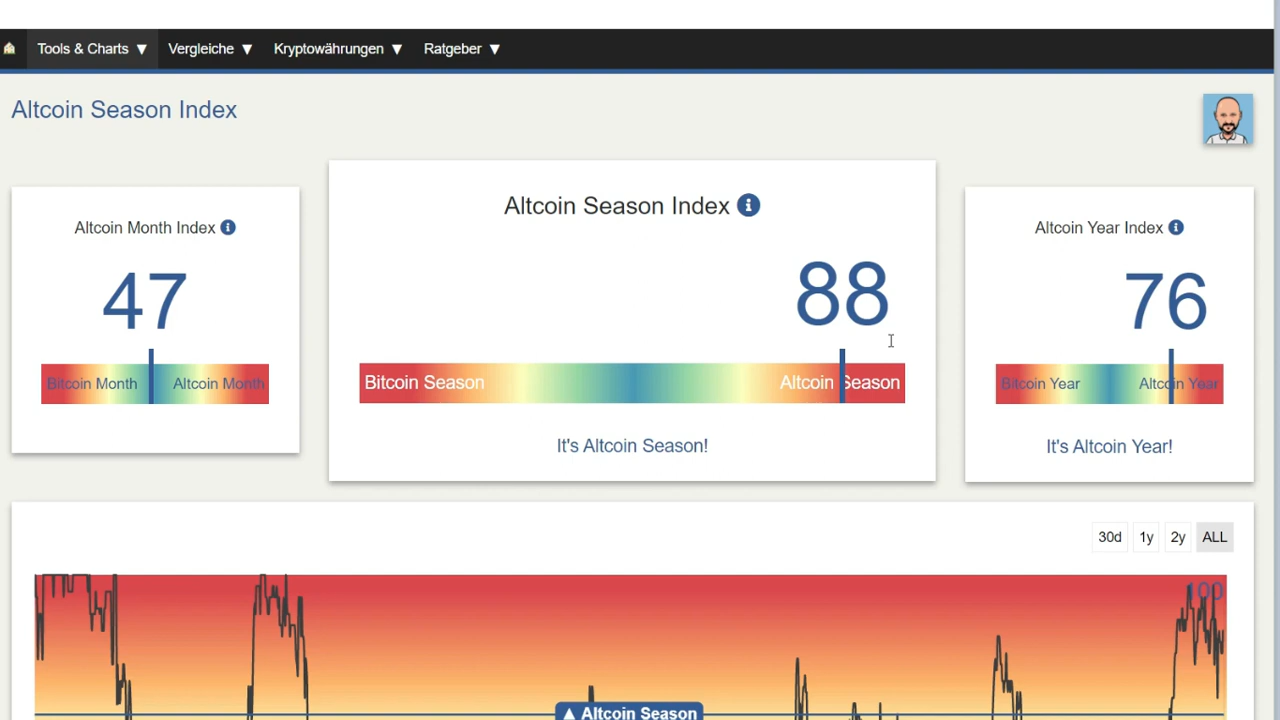 Tools & Charts ▼ Vergleiche ▼ Kryptowährungen ▼ Ratgeber ▼
Altcoin Season Index
Altcoin Month Index
47
Bitcoin Month Altcoin Month
Altcoin Season Index
88
Bitcoin Season Altcoin Season
It's Altcoin Season!
Altcoin Year Index
76
Bitcoin Year Altcoin Year
It's Altcoin Year!
30d 1y 2y ALL
100
▲ Altcoin Season